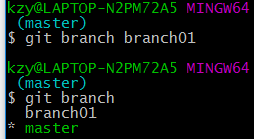 kzy@LAPTOP-N2PM72A5 MINGW64
(master)
$ git branch branch01
kzy@LAPTOP-N2PM72A5 MINGW64
(master)
$ git branch
branch01
* master